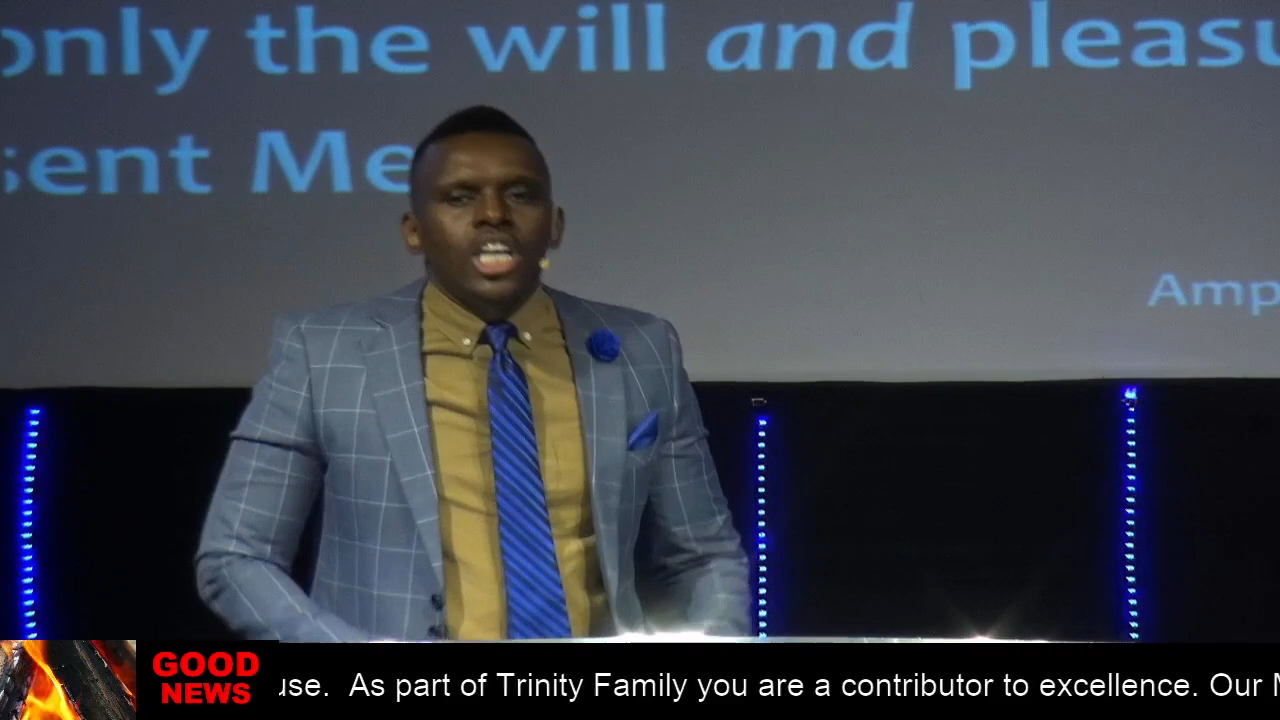 only the will and pleasu
sent Me
Amp
GOOD
NEWS
use. As part of Trinity Family you are a contributor to excellence. Our M